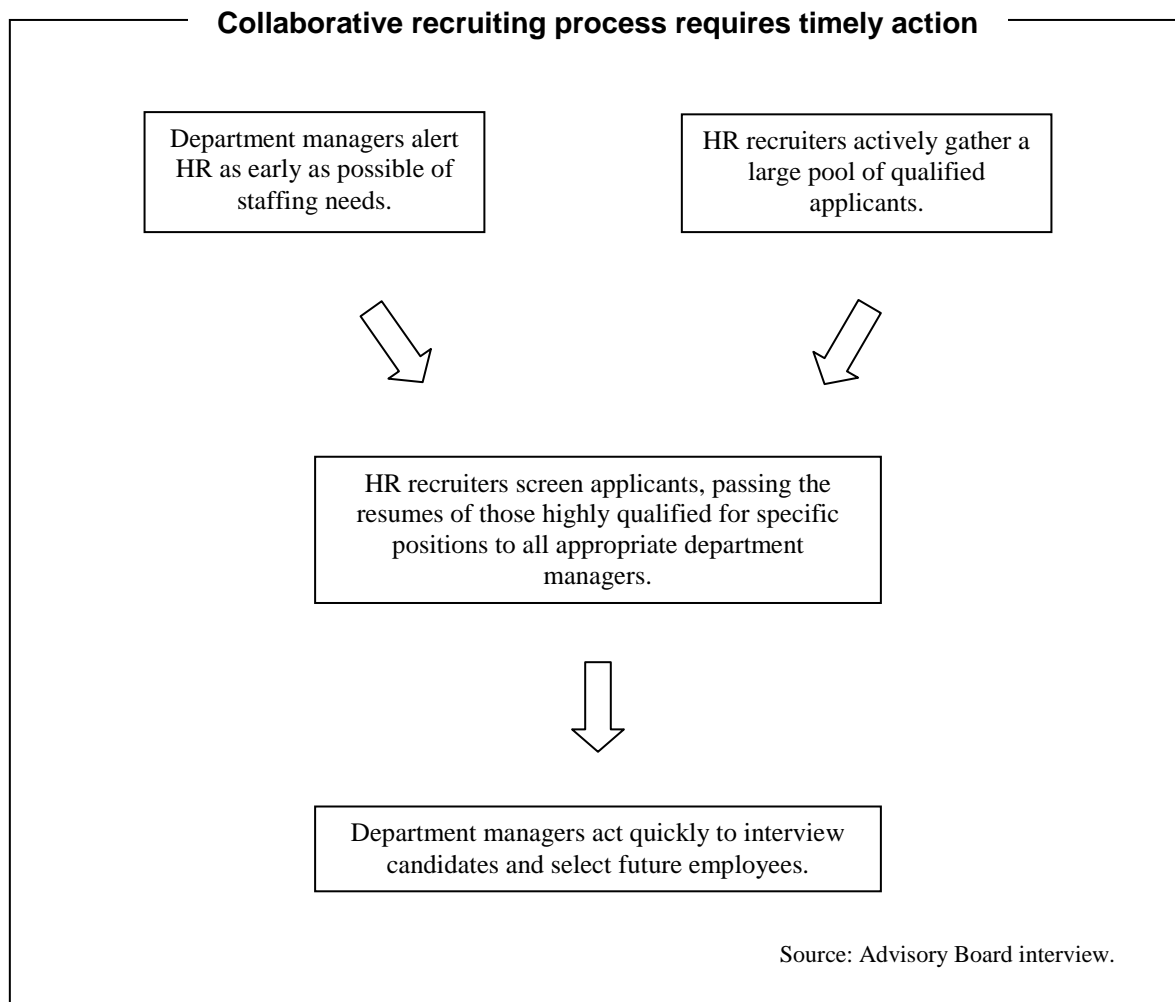 Collaborative recruiting process requires timely action
Department managers alert
HR as early as possible of
staffing needs.
HR recruiters actively gather a
large pool of qualified
applicants.
HR recruiters screen applicants, passing the
resumes of those highly qualified for specific
positions to all appropriate department
managers.
Department managers act quickly to interview
candidates and select future employees.
Source: Advisory Board interview.